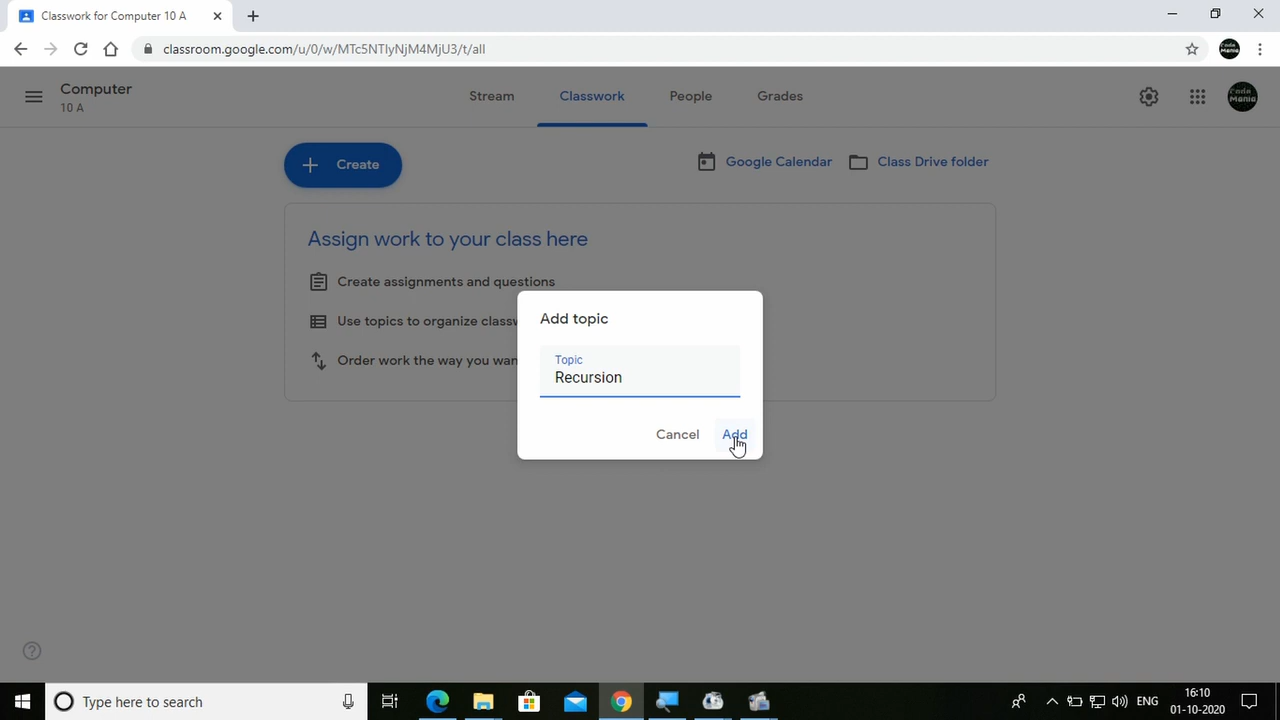 Classwork for Computer 10 A
classroom.google.com/u/0/w/MTc5NTIyNjM4MjU3/t/all
Computer
10 A
Stream
Classwork
People
Grades
Create
Google Calendar
Class Drive folder
Assign work to your class here
Create assignments and questions
Use topics to organize classw
Order work the way you wan
Add topic
Topic
Recursion
Cancel
Add
Type here to search
ENG
16:10
01-10-2020